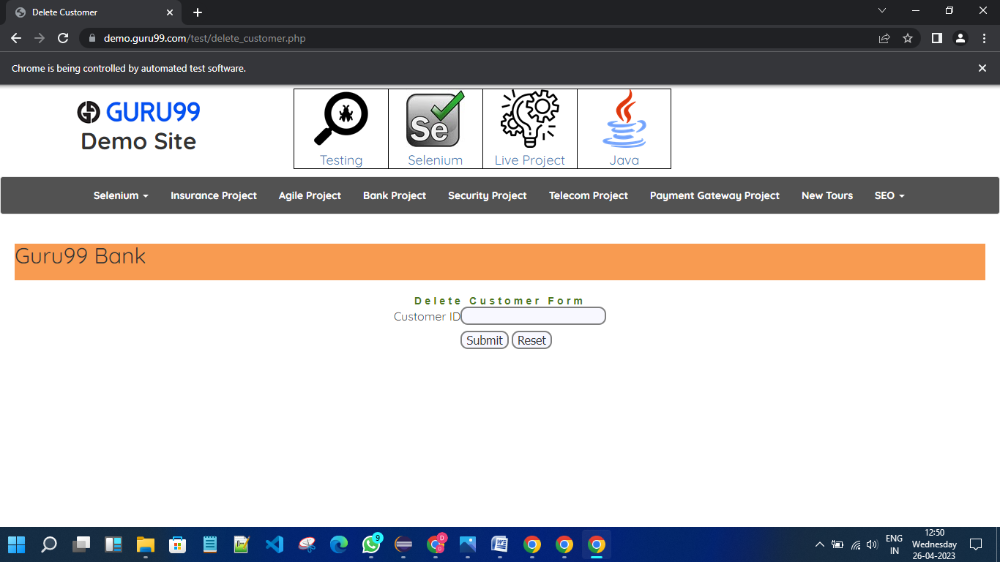 Delete Customer
demo.guru99.com/test/delete_customer.php
Chrome is being controlled by automated test software.
GURU99
Demo Site
Se
Testing Selenium Live Project Java
Selenium Insurance Project Agile Project Bank Project Security Project Telecom Project Payment Gateway Project New Tours SEO
Guru99 Bank
Delete Customer Form
Customer ID
Submit Reset
9
D
ENG
IN
12:50
Wednesday
26-04-2023